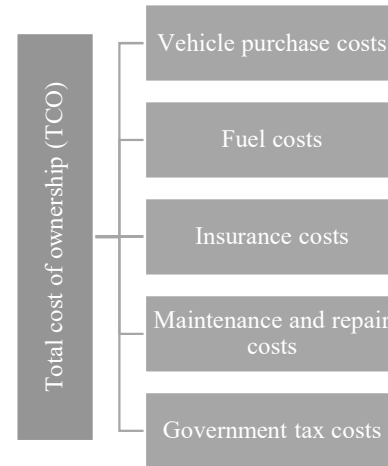 Total cost of ownership (TCO)
Vehicle purchase costs
Fuel costs
Insurance costs
Maintenance and repair
costs
Government tax costs